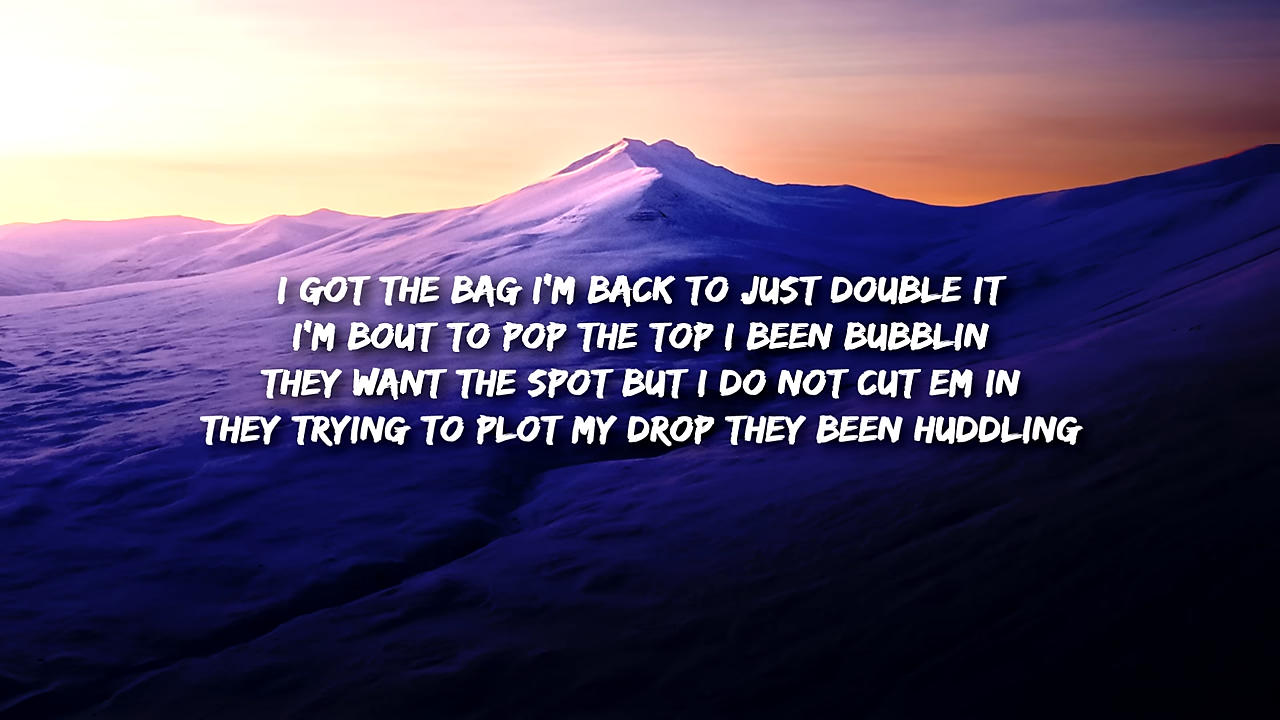 I GOT THE BAG I'M BACK TO JUST DOUBLE IT
I'M BOUT TO POP THE TOP I BEEN BUBBLIN
THEY WANT THE SPOT BUT I DO NOT CUT EM IN
THEY TRYING TO PLOT MY DROP THEY BEEN HUDDLING